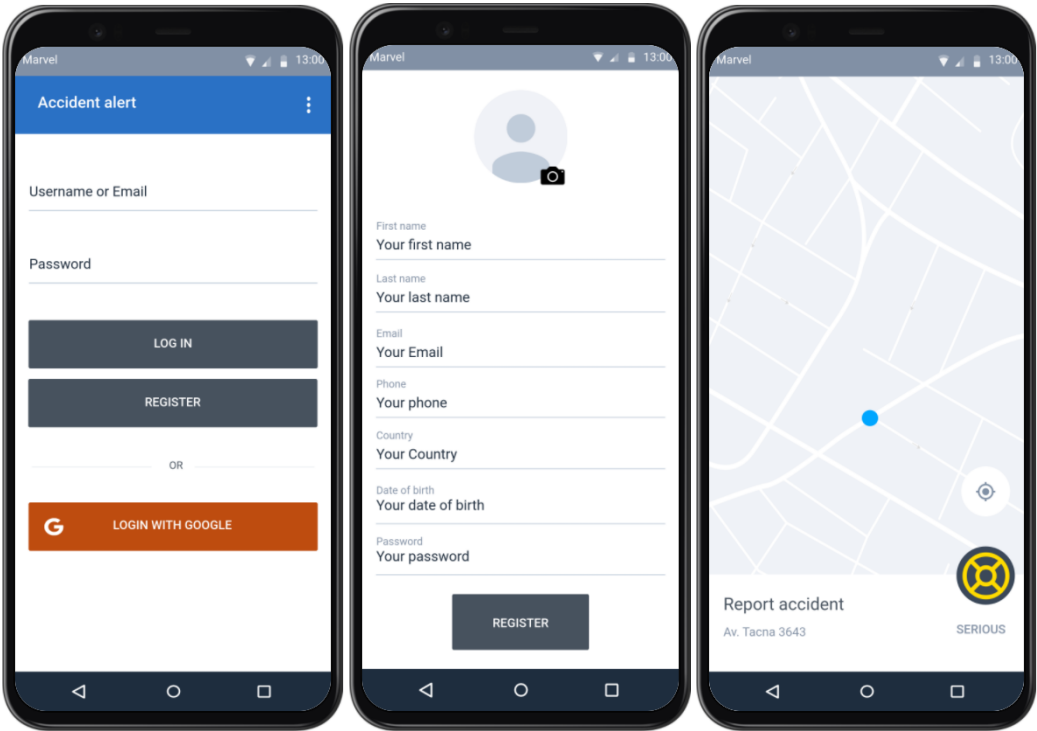 Marvel
13:00
Accident alert
Username or Email
Password
LOG IN
REGISTER
OR
G
LOGIN WITH GOOGLE
Marvel
13:00
First name
Your first name
Last name
Your last name
Email
Your Email
Phone
Your phone
Country
Your Country
Date of birth
Your date of birth
Password
Your password
REGISTER
Marvel
13:00
Report accident
Av. Tacna 3643
SERIOUS